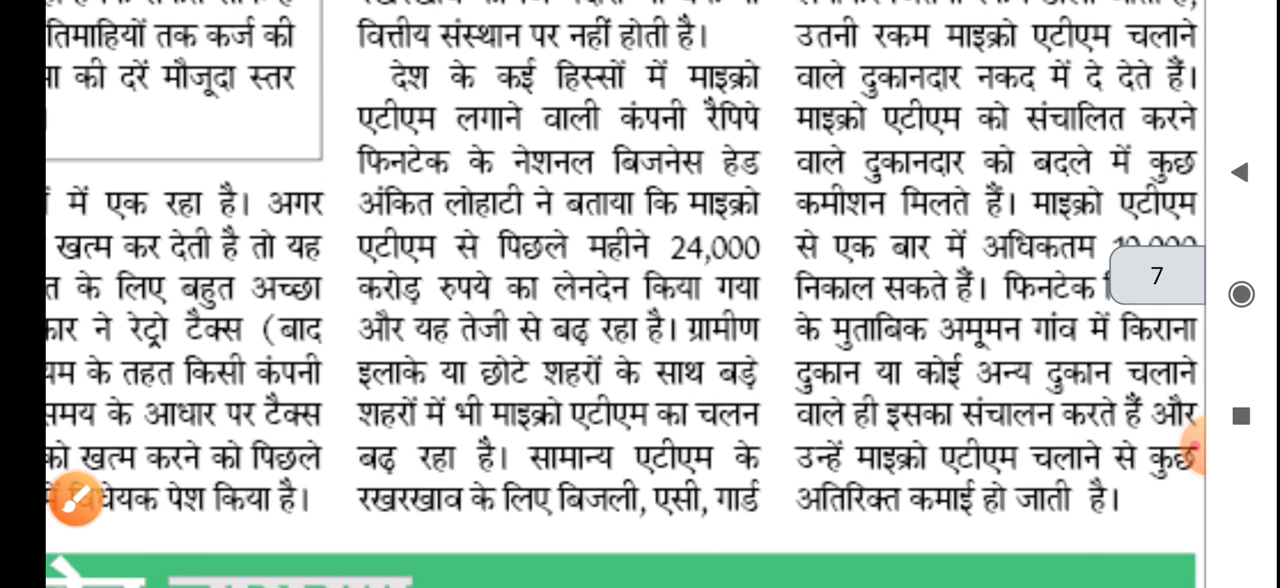 तिमाहियों तक कर्ज की
की दरें मौजूदा स्तर
में एक रहा है। अगर
खत्म कर देती है तो यह
त के लिए बहुत अच्छा
कार ने रेट्रो टैक्स (बाद
यम के तहत किसी कंपनी
समय के आधार पर टैक्स
को खत्म करने को पिछले
पेश किया है।
वित्तीय संस्थान पर नहीं होती है।
देश के कई हिस्सों में माइक्रो
एटीएम लगाने वाली कंपनी रैपिपे
फिनटेक के नेशनल बिजनेस हेड
अंकित लोहाटी ने बताया कि माइक्रो
एटीएम से पिछले महीने 24,000
करोड़ रुपये का लेनदेन किया गया
और यह तेजी से बढ़ रहा है। ग्रामीण
इलाके या छोटे शहरों के साथ बड़े
शहरों में भी माइक्रो एटीएम का चलन
बढ़ रहा है। सामान्य एटीएम के
रखरखाव के लिए बिजली, एसी, गार्ड
उतनी रकम माइक्रो एटीएम चलाने
वाले दुकानदार नकद में दे देते हैं।
माइक्रो एटीएम को संचालित करने
वाले दुकानदार को बदले में कुछ
कमीशन मिलते हैं। माइक्रो एटीएम
से एक बार में अधिकतम
निकाल सकते हैं। फिनटेक
के मुताबिक अमूमन गांव में किराना
दुकान या कोई अन्य दुकान चलाने
वाले ही इसका संचालन करते हैं और
उन्हें माइक्रो एटीएम चलाने से कुछ
अतिरिक्त कमाई हो जाती है।
7